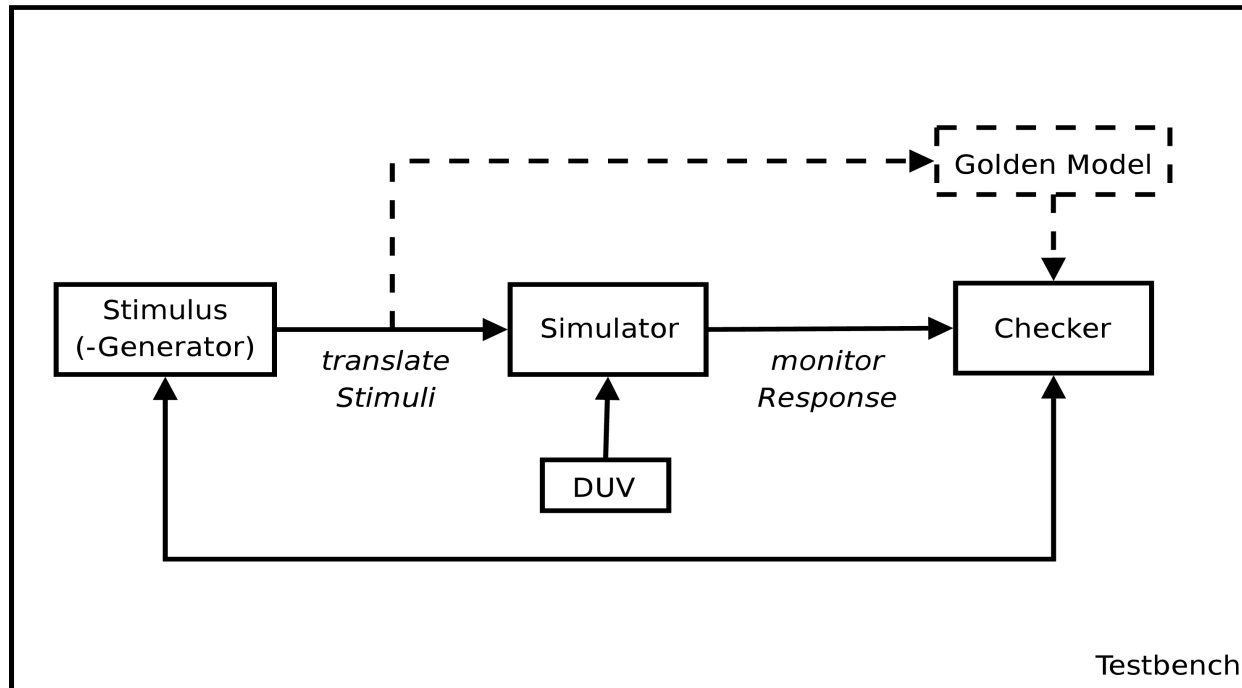 Golden Model
Stimulus
(-Generator)
Simulator
Checker
translate
Stimuli
monitor
Response
DUV
Testbench